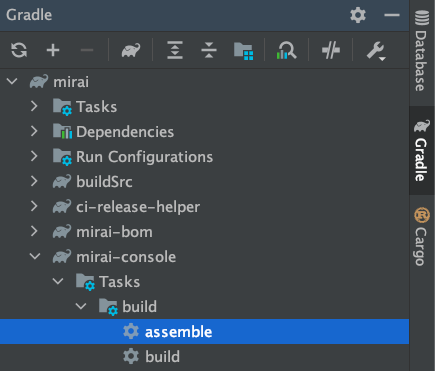 Gradle
mirai
Tasks
Dependencies
Run Configurations
buildSrc
ci-release-helper
mirai-bom
mirai-console
Tasks
build
assemble
build
Database
Gradle
Cargo